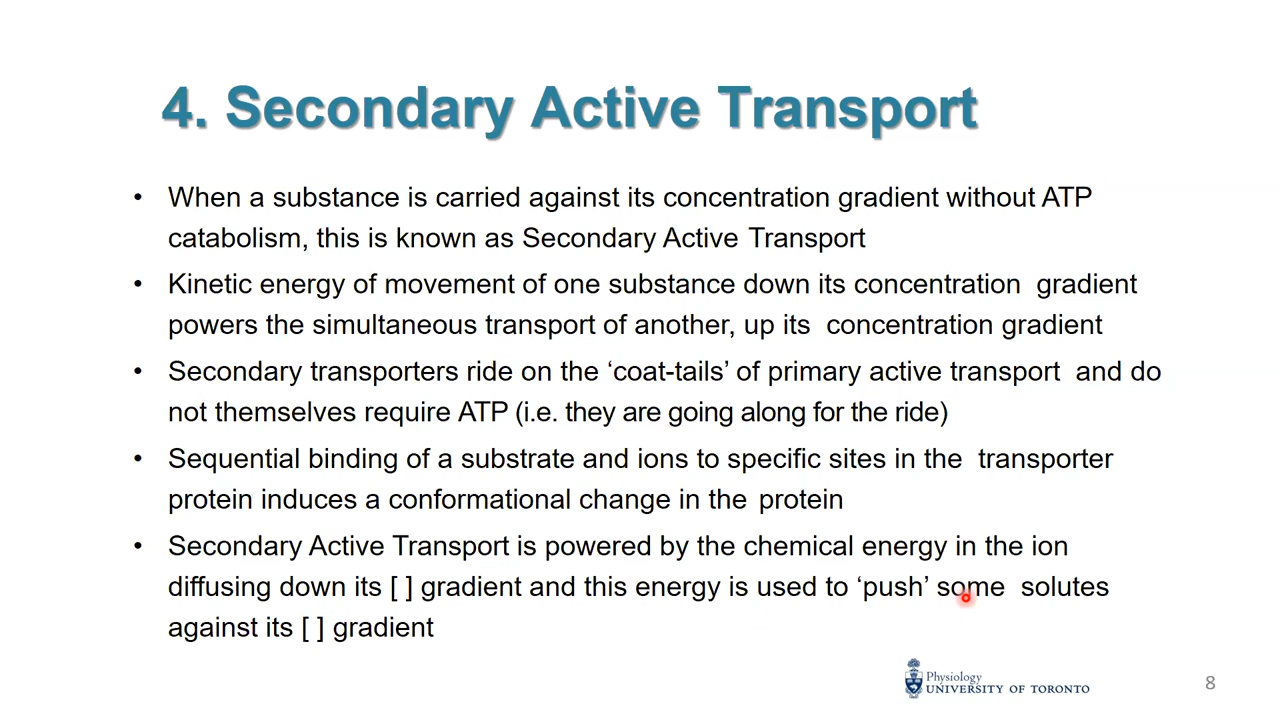 4. Secondary Active Transport
• When a substance is carried against its concentration gradient without ATP
catabolism, this is known as Secondary Active Transport
• Kinetic energy of movement of one substance down its concentration gradient
powers the simultaneous transport of another, up its concentration gradient
• Secondary transporters ride on the ‘coat-tails’ of primary active transport and do
not themselves require ATP (i.e. they are going along for the ride)
• Sequential binding of a substrate and ions to specific sites in the transporter
protein induces a conformational change in the protein
• Secondary Active Transport is powered by the chemical energy in the ion
diffusing down its [ ] gradient and this energy is used to ‘push’ some solutes
against its [ ] gradient
Physiology
UNIVERSITY OF TORONTO
8